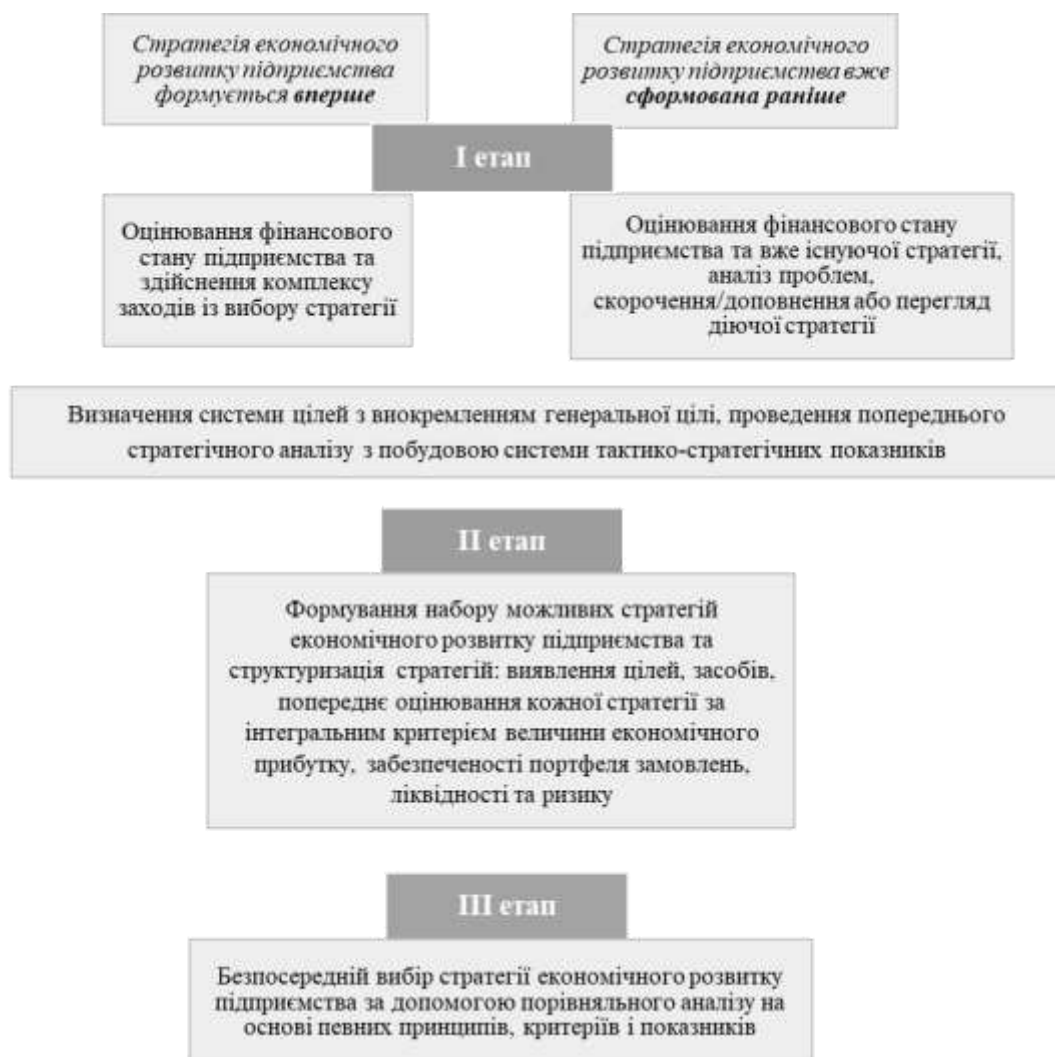 Стратегія економічного
розвитку підприємства
формується вперше
Стратегія економічного
розвитку підприємства вже
сформована раніше
І етап
Оцінювання фінансового
стану підприємства та
здійснення комплексу
заходів із вибору стратегії
Оцінювання фінансового стану
підприємства та вже існуючої стратегії,
аналіз проблем,
скорочення/доповнення або перегляд
діючої стратегії
Визначення системи цілей з виокремленням генеральної цілі, проведення попереднього
стратегічного аналізу з побудовою системи тактико-стратегічних показників
ІІ етап
Формування набору можливих стратегій
економічного розвитку підприємства та
структуризація стратегій: виявлення цілей, засобів,
попереднє оцінювання кожної стратегії за
інтегральним критерієм величини економічного
прибутку, забезпеченості портфеля замовлень,
ліквідності та ризику
ІІІ етап
Безпосередній вибір стратегії економічного розвитку
підприємства за допомогою порівняльного аналізу на
основі певних принципів, критеріїв і показників